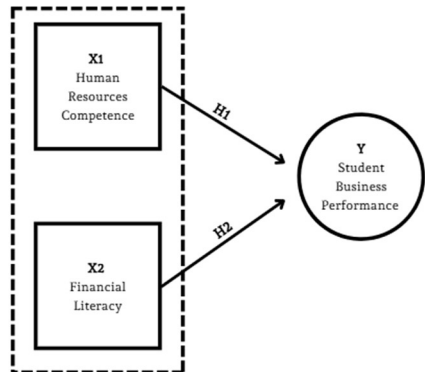 X1
Human
Resources
Competence
H1
Y
Student
Business
Performance
H2
X2
Financial
Literacy